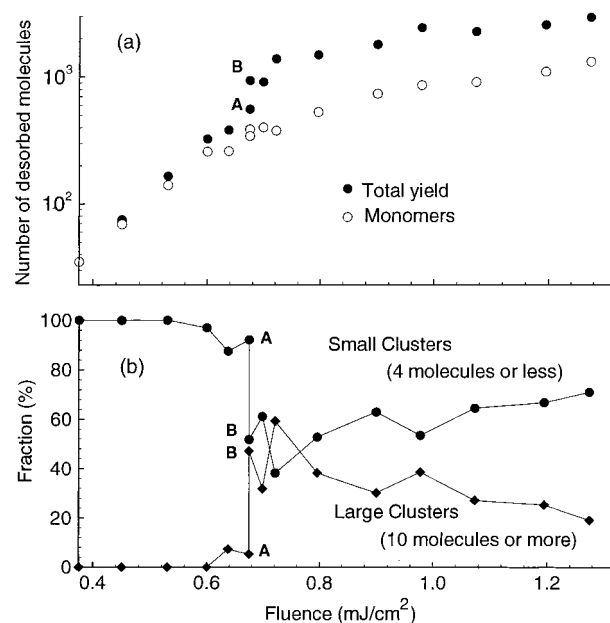 (a)
Number of desorbed molecules
10³
10²
B
A
Total yield
Monomers
(b)
Fraction (%)
100
80
60
40
20
0
A
B
B
A
Small Clusters
(4 molecules or less)
Large Clusters
(10 molecules or more)
0.4 0.6 0.8 1.0 1.2
Fluence (mJ/cm²)